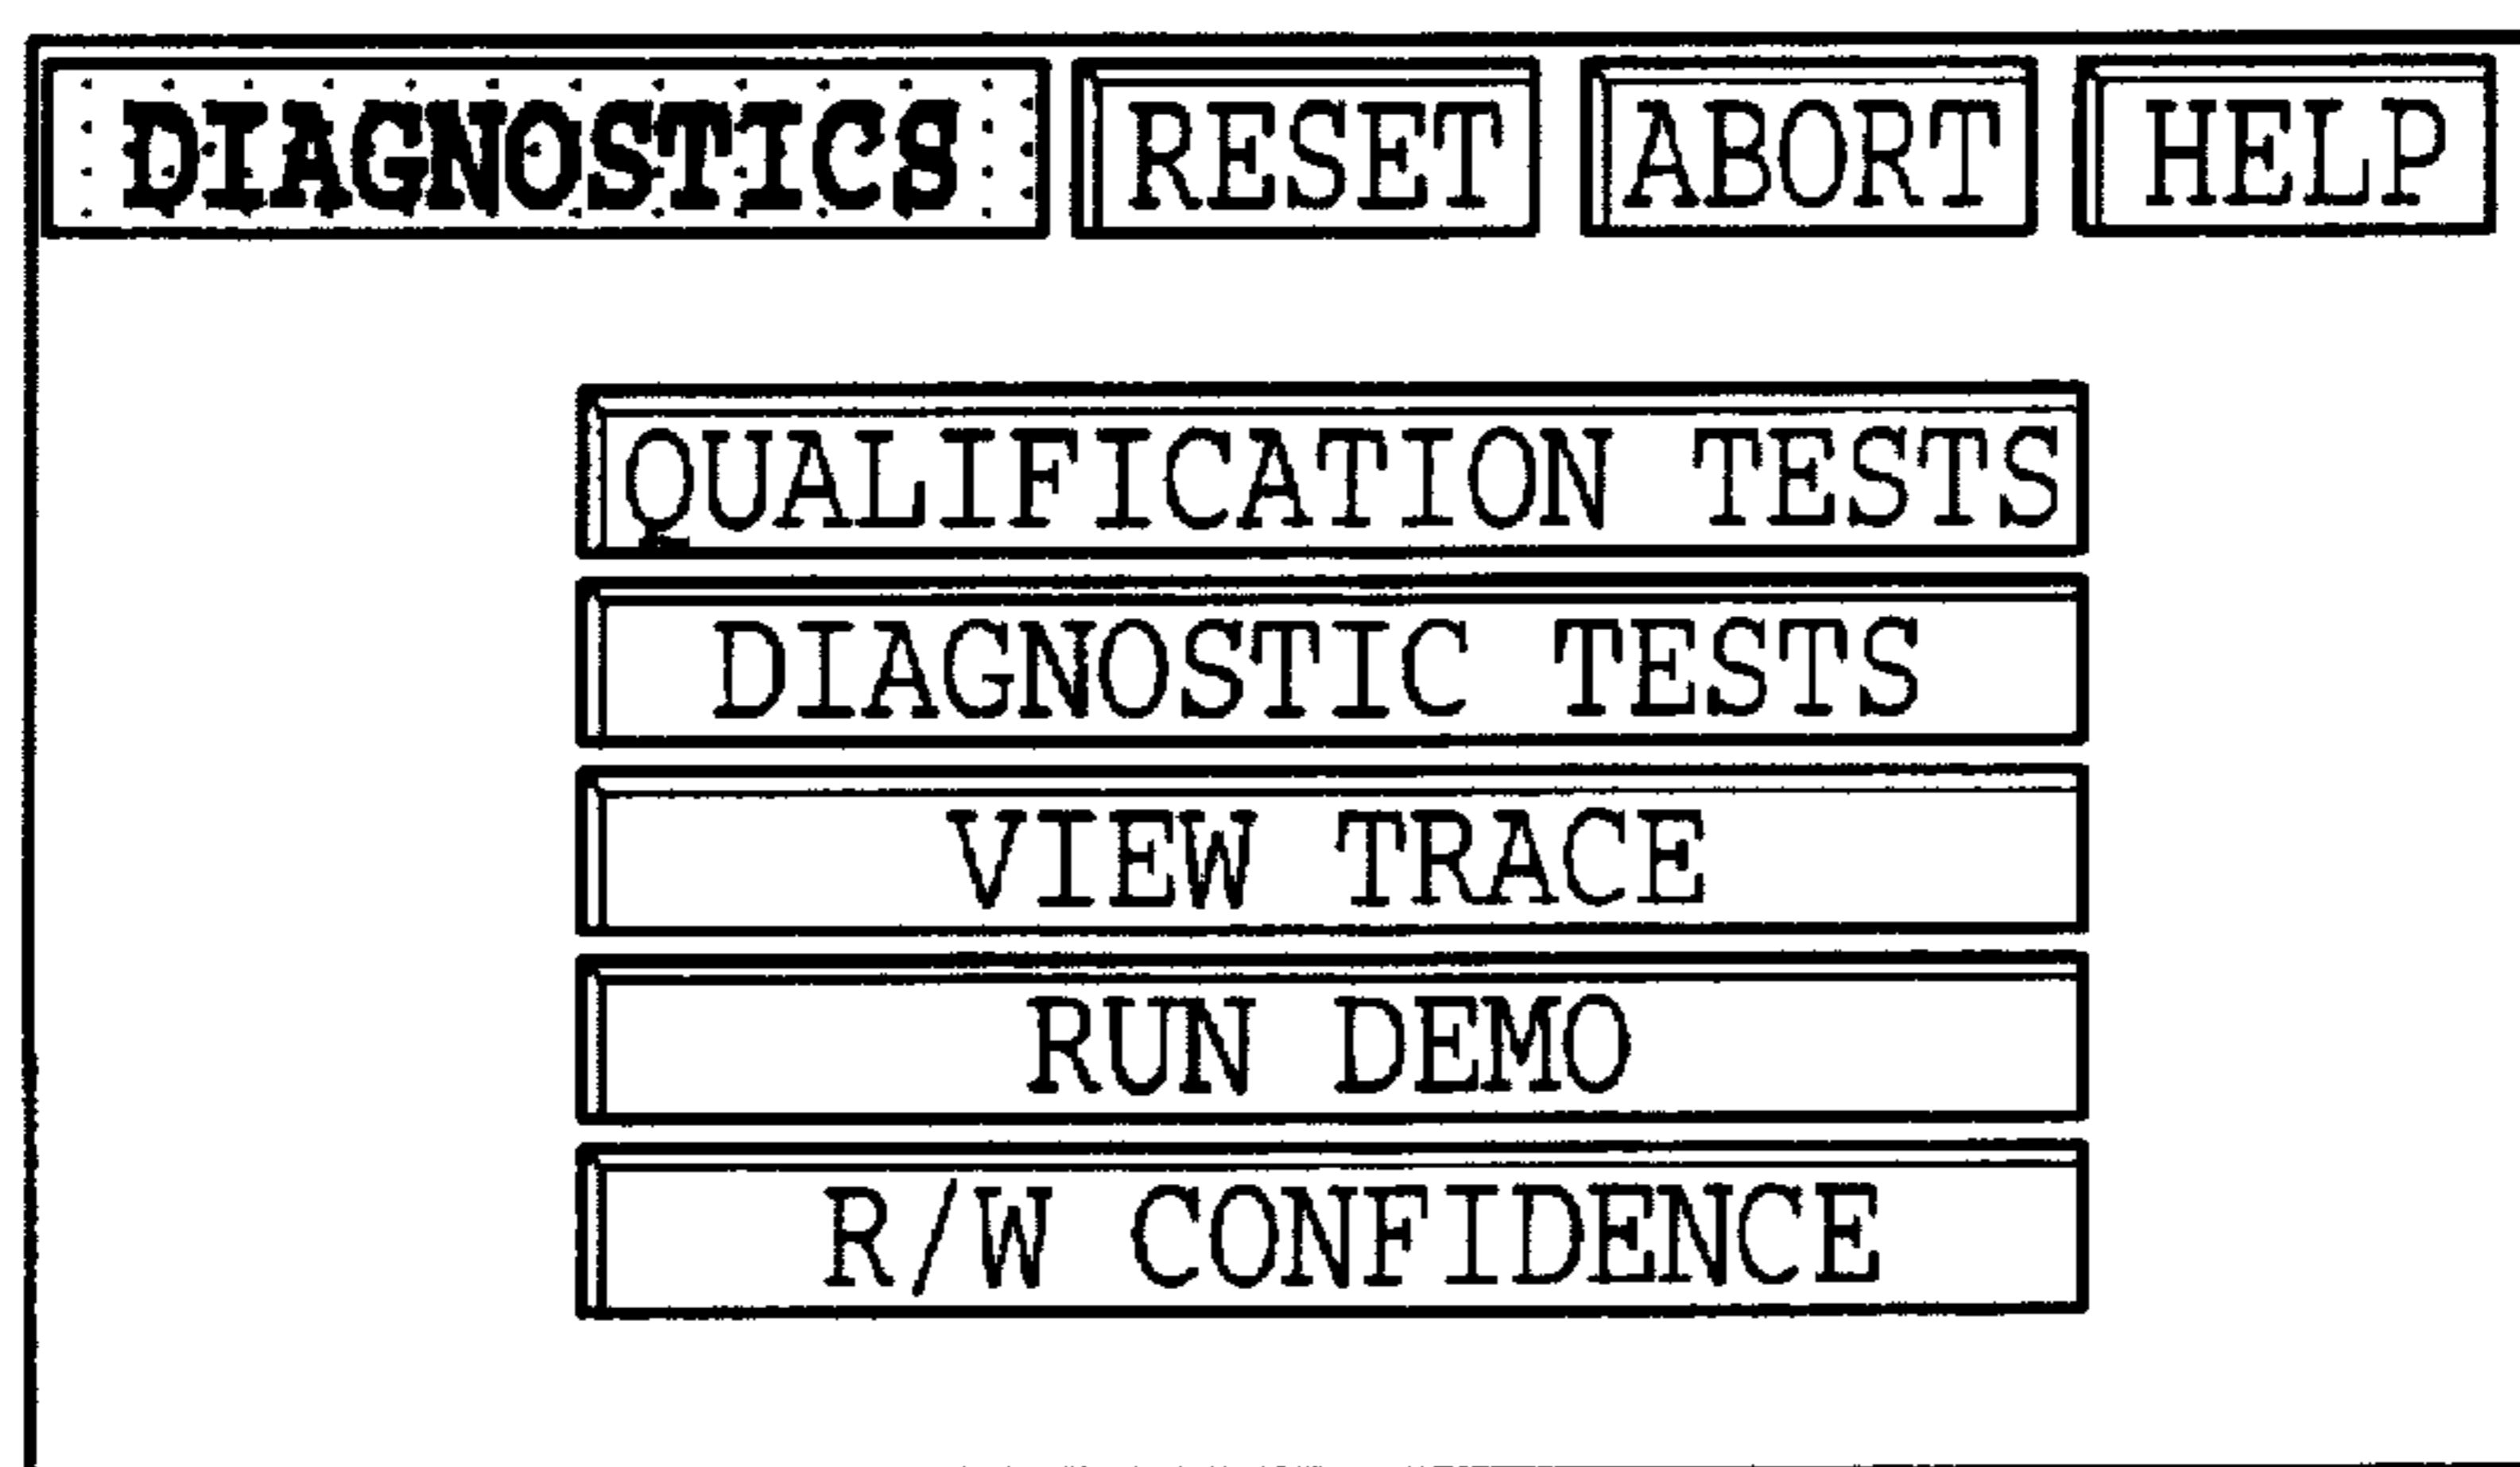 DIAGNOSTICS RESET ABORT HELP
QUALIFICATION TESTS
DIAGNOSTIC TESTS
VIEW TRACE
RUN DEMO
R/W CONFIDENCE